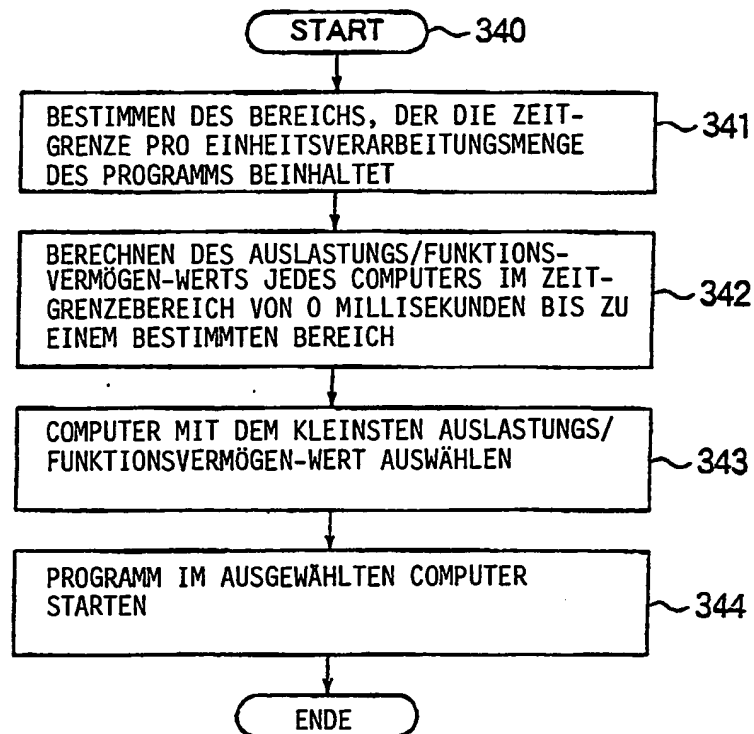 START 340
BESTIMMEN DES BEREICHS, DER DIE ZEIT-
GRENZE PRO EINHEITSVERARBEITUNGSMENGE
DES PROGRAMMS BEINHALTET
341
BERECHNEN DES AUSLASTUNGS/FUNKTIONS-
VERMÖGEN-WERTS JEDES COMPUTERS IM ZEIT-
GRENZEBEREICH VON 0 MILLISEKUNDEN BIS ZU
EINEM BESTIMMTEN BEREICH
342
COMPUTER MIT DEM KLEINSTEN AUSLASTUNGS/
FUNKTIONSVERMÖGEN-WERT AUSWÄHLEN
343
PROGRAMM IM AUSGEWÄHLTEN COMPUTER
STARTEN
344
ENDE